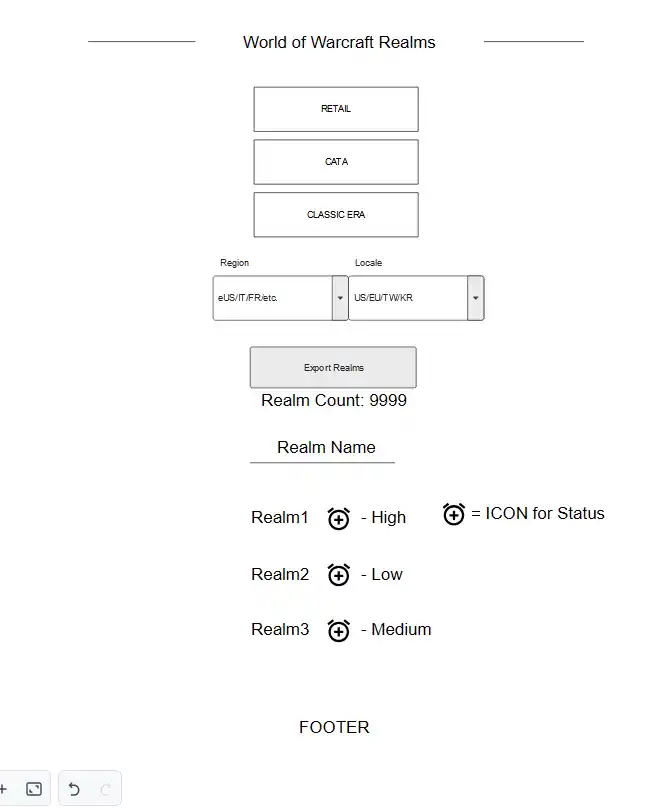 World of Warcraft Realms
RETAIL
CATA
CLASSIC ERA
Region Locale
eUS/IT/FR/etc. US/EU/TW/KR
Export Realms
Realm Count: 9999
Realm Name
Realm1 - High = ICON for Status
Realm2 - Low
Realm3 - Medium
FOOTER